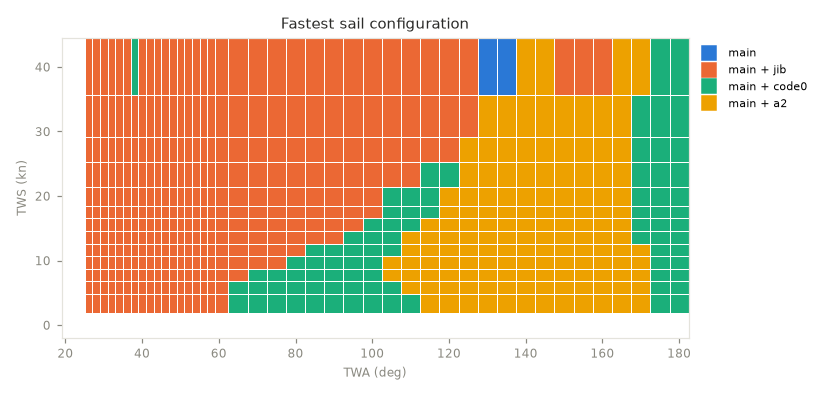 Fastest sail configuration
main
main + jib
main + code0
main + a2
TWS (kn)
40
30
20
10
0
20 40 60 80 100 120 140 160 180
TWA (deg)